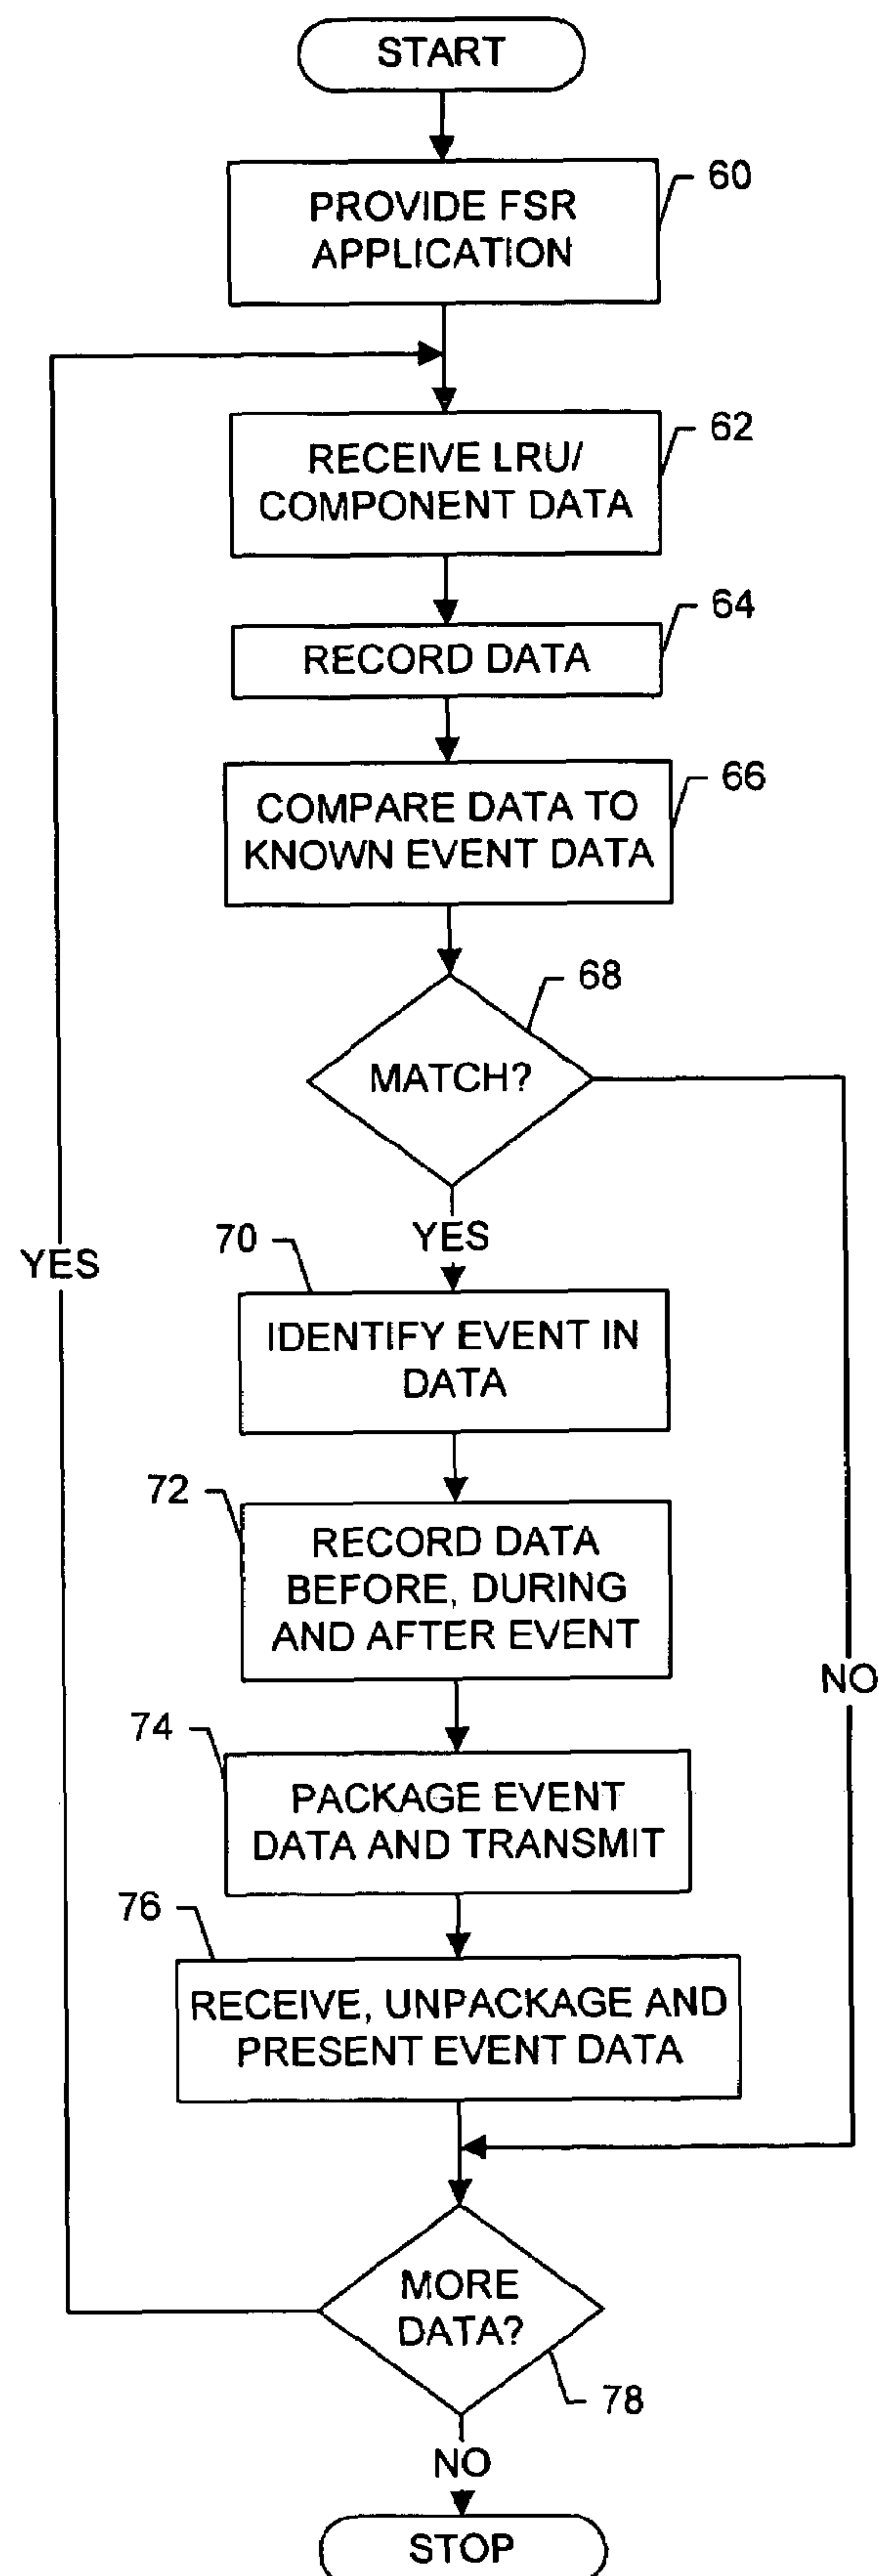 START
PROVIDE FSR
APPLICATION
60
RECEIVE LRU/
COMPONENT DATA
62
RECORD DATA
64
COMPARE DATA TO
KNOWN EVENT DATA
66
MATCH?
68
YES
YES
70
IDENTIFY EVENT IN
DATA
72
RECORD DATA
BEFORE, DURING
AND AFTER EVENT
NO
74
PACKAGE EVENT
DATA AND TRANSMIT
76
RECEIVE, UNPACKAGE AND
PRESENT EVENT DATA
MORE
DATA?
78
NO
STOP